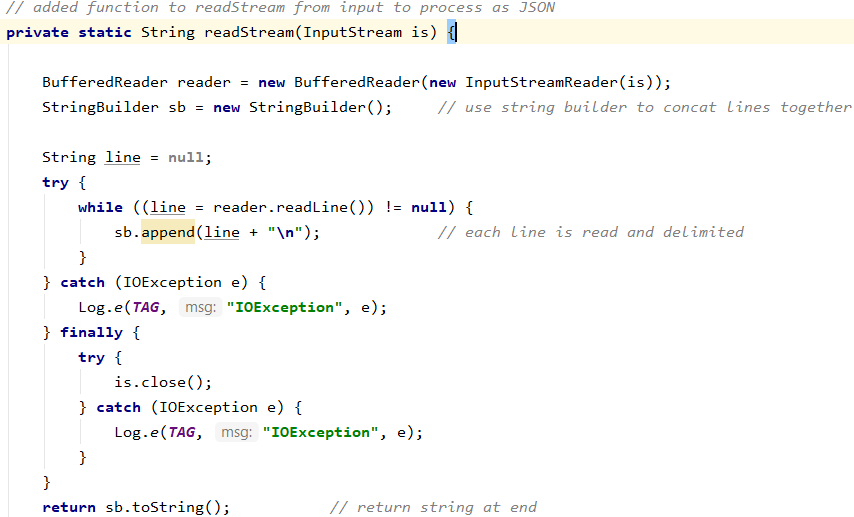 // added function to readStream from input to process as JSON
private static String readStream(InputStream is) {
BufferedReader reader = new BufferedReader(new InputStreamReader(is));
StringBuilder sb = new StringBuilder();     // use string builder to concat lines together
String line = null;
try {
while ((line = reader.readLine()) != null) {
sb.append(line + "\n");             // each line is read and delimited
}
} catch (IOException e) {
Log.e(TAG, msg: "IOException", e);
} finally {
try {
is.close();
} catch (IOException e) {
Log.e(TAG, msg: "IOException", e);
}
}
return sb.toString();           // return string at end